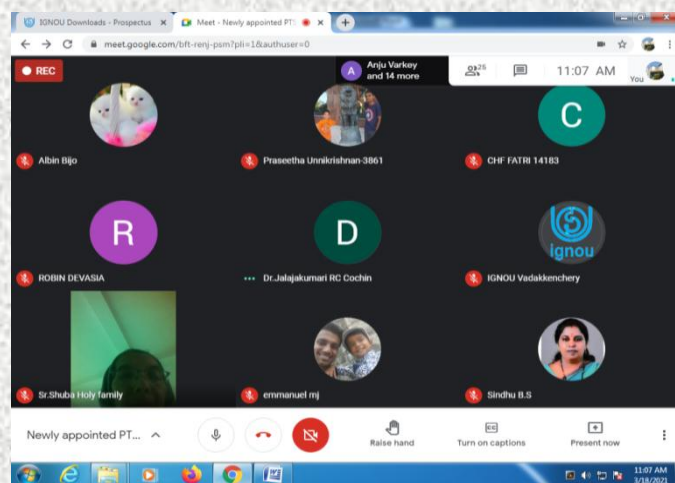 IGNOU Downloads - Prospectus
Meet - Newly appointed PTS
meet.google.com/bft-renj-psm?pli=1&authuser=0
REC
A
Anju Varkey
and 14 more
25
11:07 AM
You
Albin Bijo
Praseetha Unnikrishnan-3861
C
CHF FATRI 14183
R
ROBIN DEVASIA
D
Dr.Jalajakumari RC Cochin
ignou
IGNOU Vadakkenchery
Sr.Shuba Holy family
emmanuel mj
Sindhu B.S
Newly appointed PT...
Raise hand
CC
Turn on captions
Present now
11:07 AM
3/18/2021